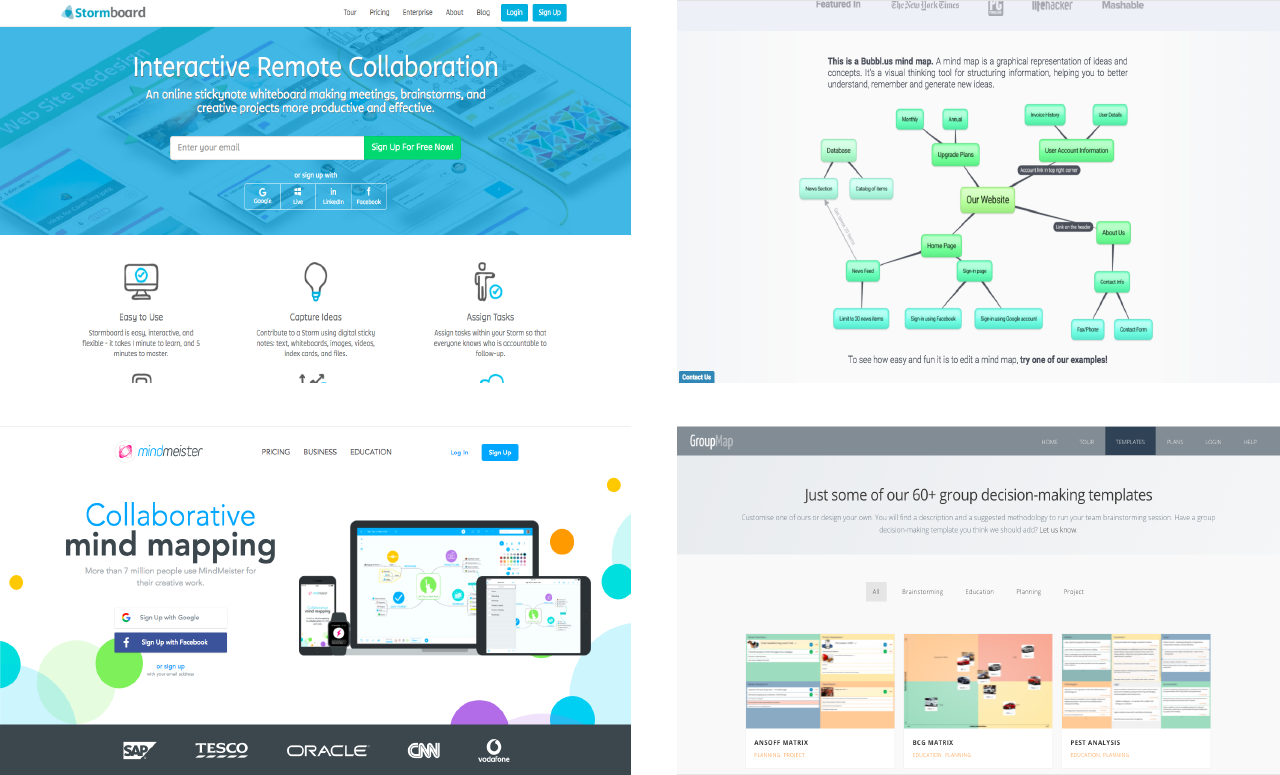 Stormboard
Tour Pricing Enterprise About Blog Login Sign Up
Interactive Remote Collaboration
An online stickynote whiteboard making meetings, brainstorms, and
creative projects more productive and effective.
Enter your email Sign Up For Free Now!
or sign up with
Google Live LinkedIn Facebook
Easy to Use
Stormboard is easy, interactive, and
flexible - it takes 1 minute to learn, and 5
minutes to master.
Capture Ideas
Contribute to a Storm using digital sticky
notes: text, whiteboards, images, videos,
index cards, and files.
Assign Tasks
Assign tasks within your Storm so that
everyone knows who is accountable to
follow-up.
Featured In The New York Times PC lifehacker Mashable
This is a Bubbl.us mind map. A mind map is a graphical representation of ideas and
concepts. It's a visual thinking tool for structuring information, helping you to better
understand, remember and generate new ideas.
Monthly Annual Invoice History User Details
Database Upgrade Plans User Account Information
Account link in top right corner
News Section Catalog of items
Our Website
Link on the header About Us
Home Page
News Feed Sign-in page
Contact Info
Limit to 20 news items Sign-in using Facebook Sign-in using Google account
Fax/Phone Contact Form
To see how easy and fun it is to edit a mind map, try one of our examples!
Contact Us
mindmeister
PRICING BUSINESS EDUCATION Log In Sign Up
Collaborative
mind mapping
More than 7 million people use MindMeister for
their creative work.
Sign Up with Google
Sign Up with Facebook
or sign up
with your email address
mindmeister
Collaborative
mind mapping
SAP TESCO ORACLE CNN vodafone
GroupMap
HOME TOUR TEMPLATES PLANS LOGIN HELP
Just some of our 60+ group decision-making templates
Customise one of ours or design your own. You will find a description and a suggested methodology to run your team brainstorming session. Have a group
decision-making template you think we should add? Let us know.
All Brainstorming Education Planning Project
ANSOFF MATRIX
PLANNING, PROJECT
BCG MATRIX
EDUCATION, PLANNING
PEST ANALYSIS
EDUCATION, PLANNING